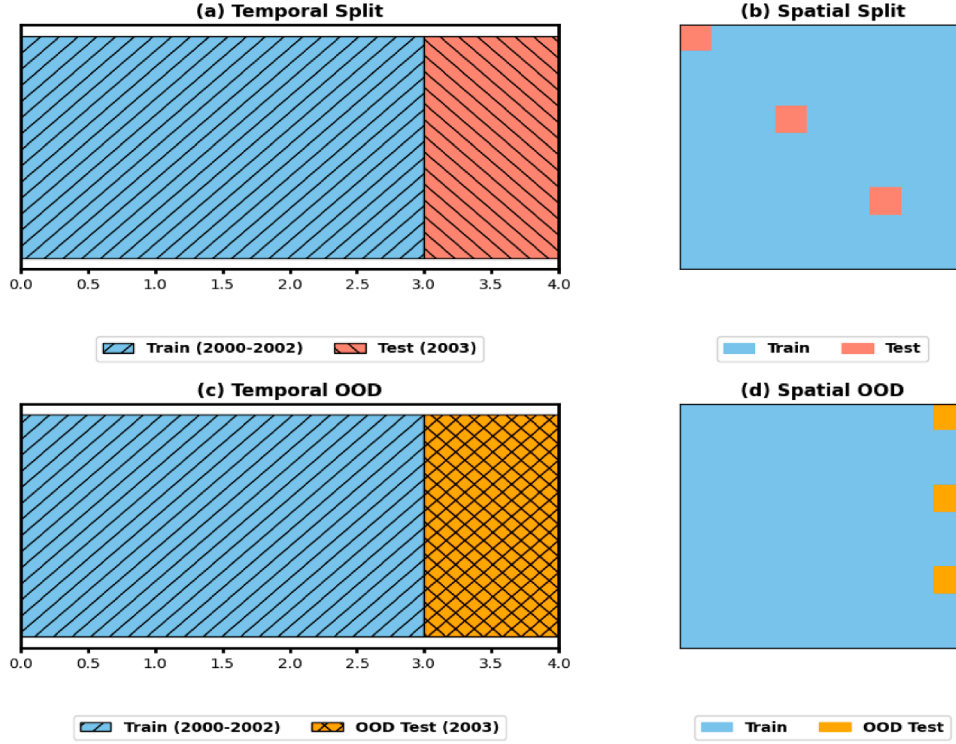 (a) Temporal Split
(b) Spatial Split
0.0 0.5 1.0 1.5 2.0 2.5 3.0 3.5 4.0
Train (2000-2002) Test (2003)
Train Test
(c) Temporal OOD
(d) Spatial OOD
0.0 0.5 1.0 1.5 2.0 2.5 3.0 3.5 4.0
Train (2000-2002) OOD Test (2003)
Train OOD Test